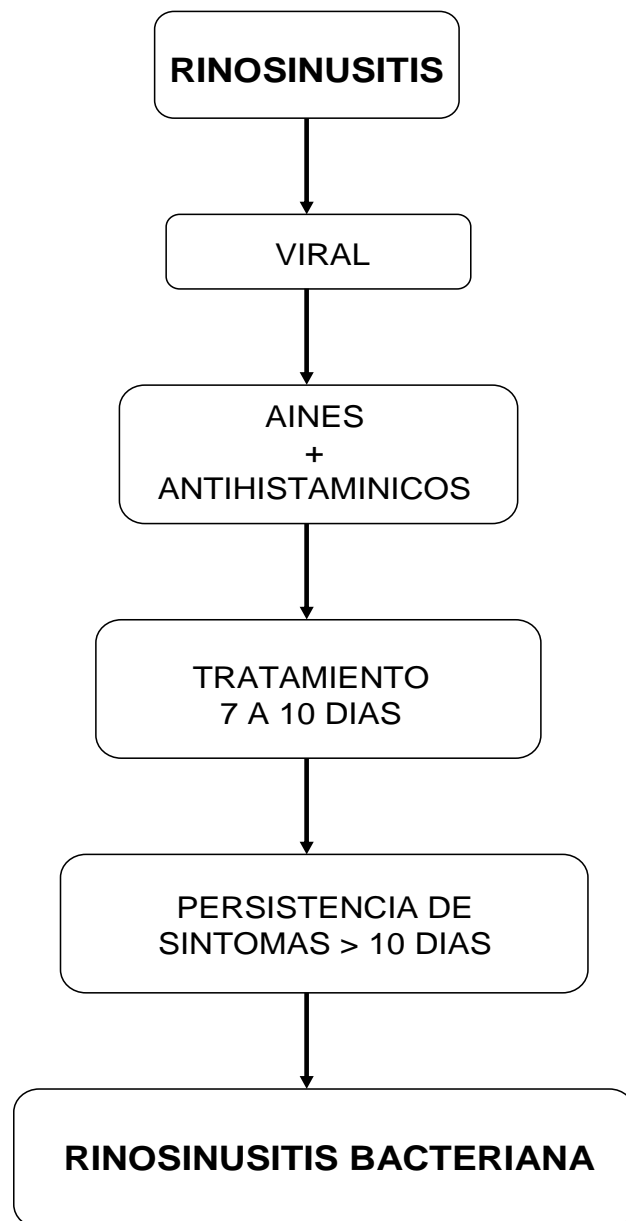 RINOSINUSITIS
VIRAL
AINES
+
ANTIHISTAMINICOS
TRATAMIENTO
7 A 10 DIAS
PERSISTENCIA DE
SINTOMAS > 10 DIAS
RINOSINUSITIS BACTERIANA